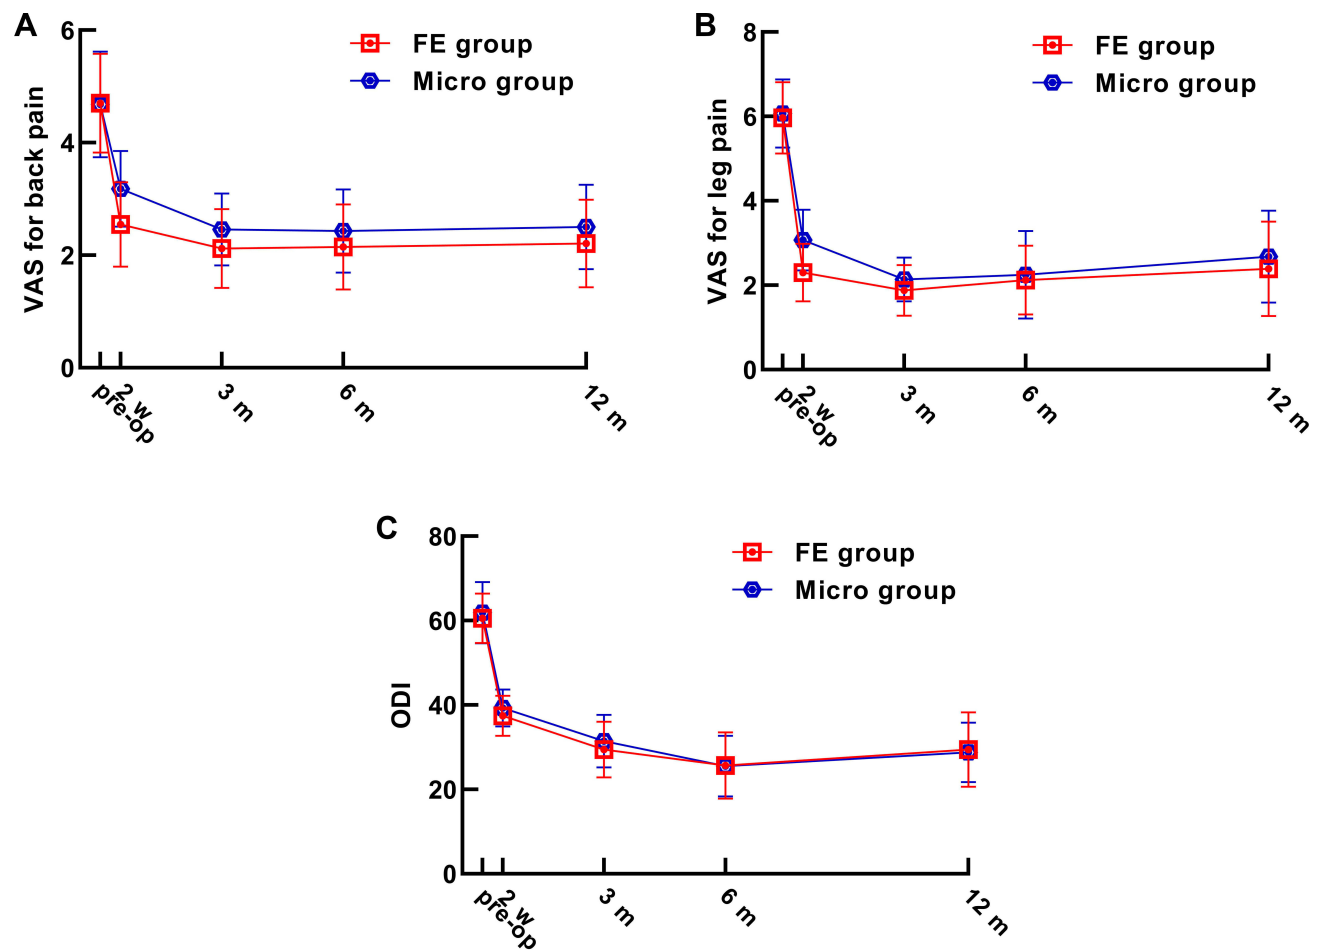 A
FE group
Micro group
VAS for back pain
6
4
2
0
pre-op
2 w
3 m
6 m
12 m
B
FE group
Micro group
VAS for leg pain
8
6
4
2
0
pre-op
2 w
3 m
6 m
12 m
C
FE group
Micro group
ODI
80
60
40
20
0
pre-op
2 w
3 m
6 m
12 m